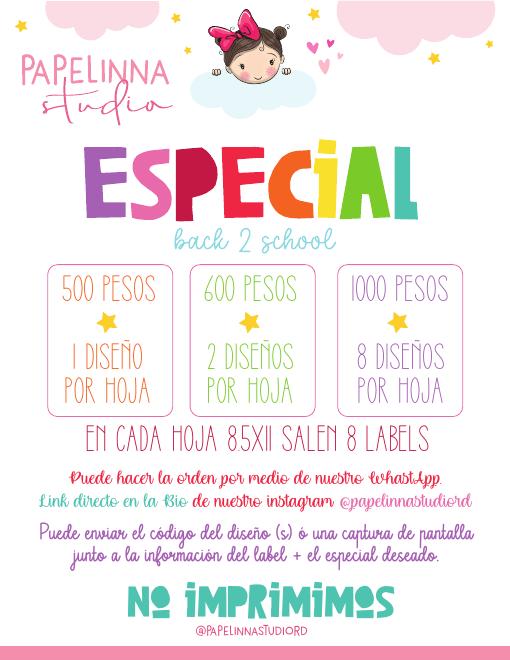 PAPELINNA
studio
ESPECIAL
back 2 school
500 PESOS
1 DISEÑO
POR HOJA
600 PESOS
2 DISEÑOS
POR HOJA
1000 PESOS
8 DISEÑOS
POR HOJA
EN CADA HOJA 8.5X11 SALEN 8 LABELS
Puede hacer la orden por medio de nuestro WhastApp.
Link directo en la Bio de nuestro instagram @papelinnastudiord
Puede enviar el código del diseño (s) ó una captura de pantalla
junto a la información del label + el especial deseado.
NO IMPRIMIMOS
@PAPELINNASTUDIORD